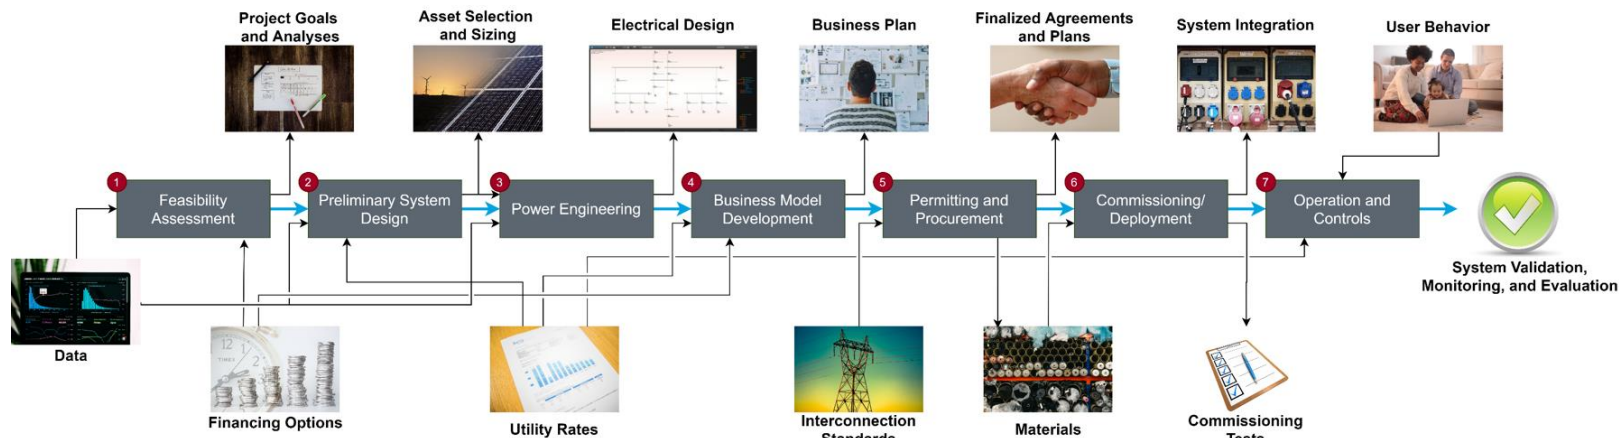 Project Goals
and Analyses
Asset Selection
and Sizing
Electrical Design
Business Plan
Finalized Agreements
and Plans
System Integration
User Behavior
1
Feasibility
Assessment
2
Preliminary System
Design
3
Power Engineering
4
Business Model
Development
5
Permitting and
Procurement
6
Commissioning/
Deployment
7
Operation and
Controls
System Validation,
Monitoring, and Evaluation
Data
Financing Options
Utility Rates
Interconnection
Standards
Materials
Commissioning
Tests